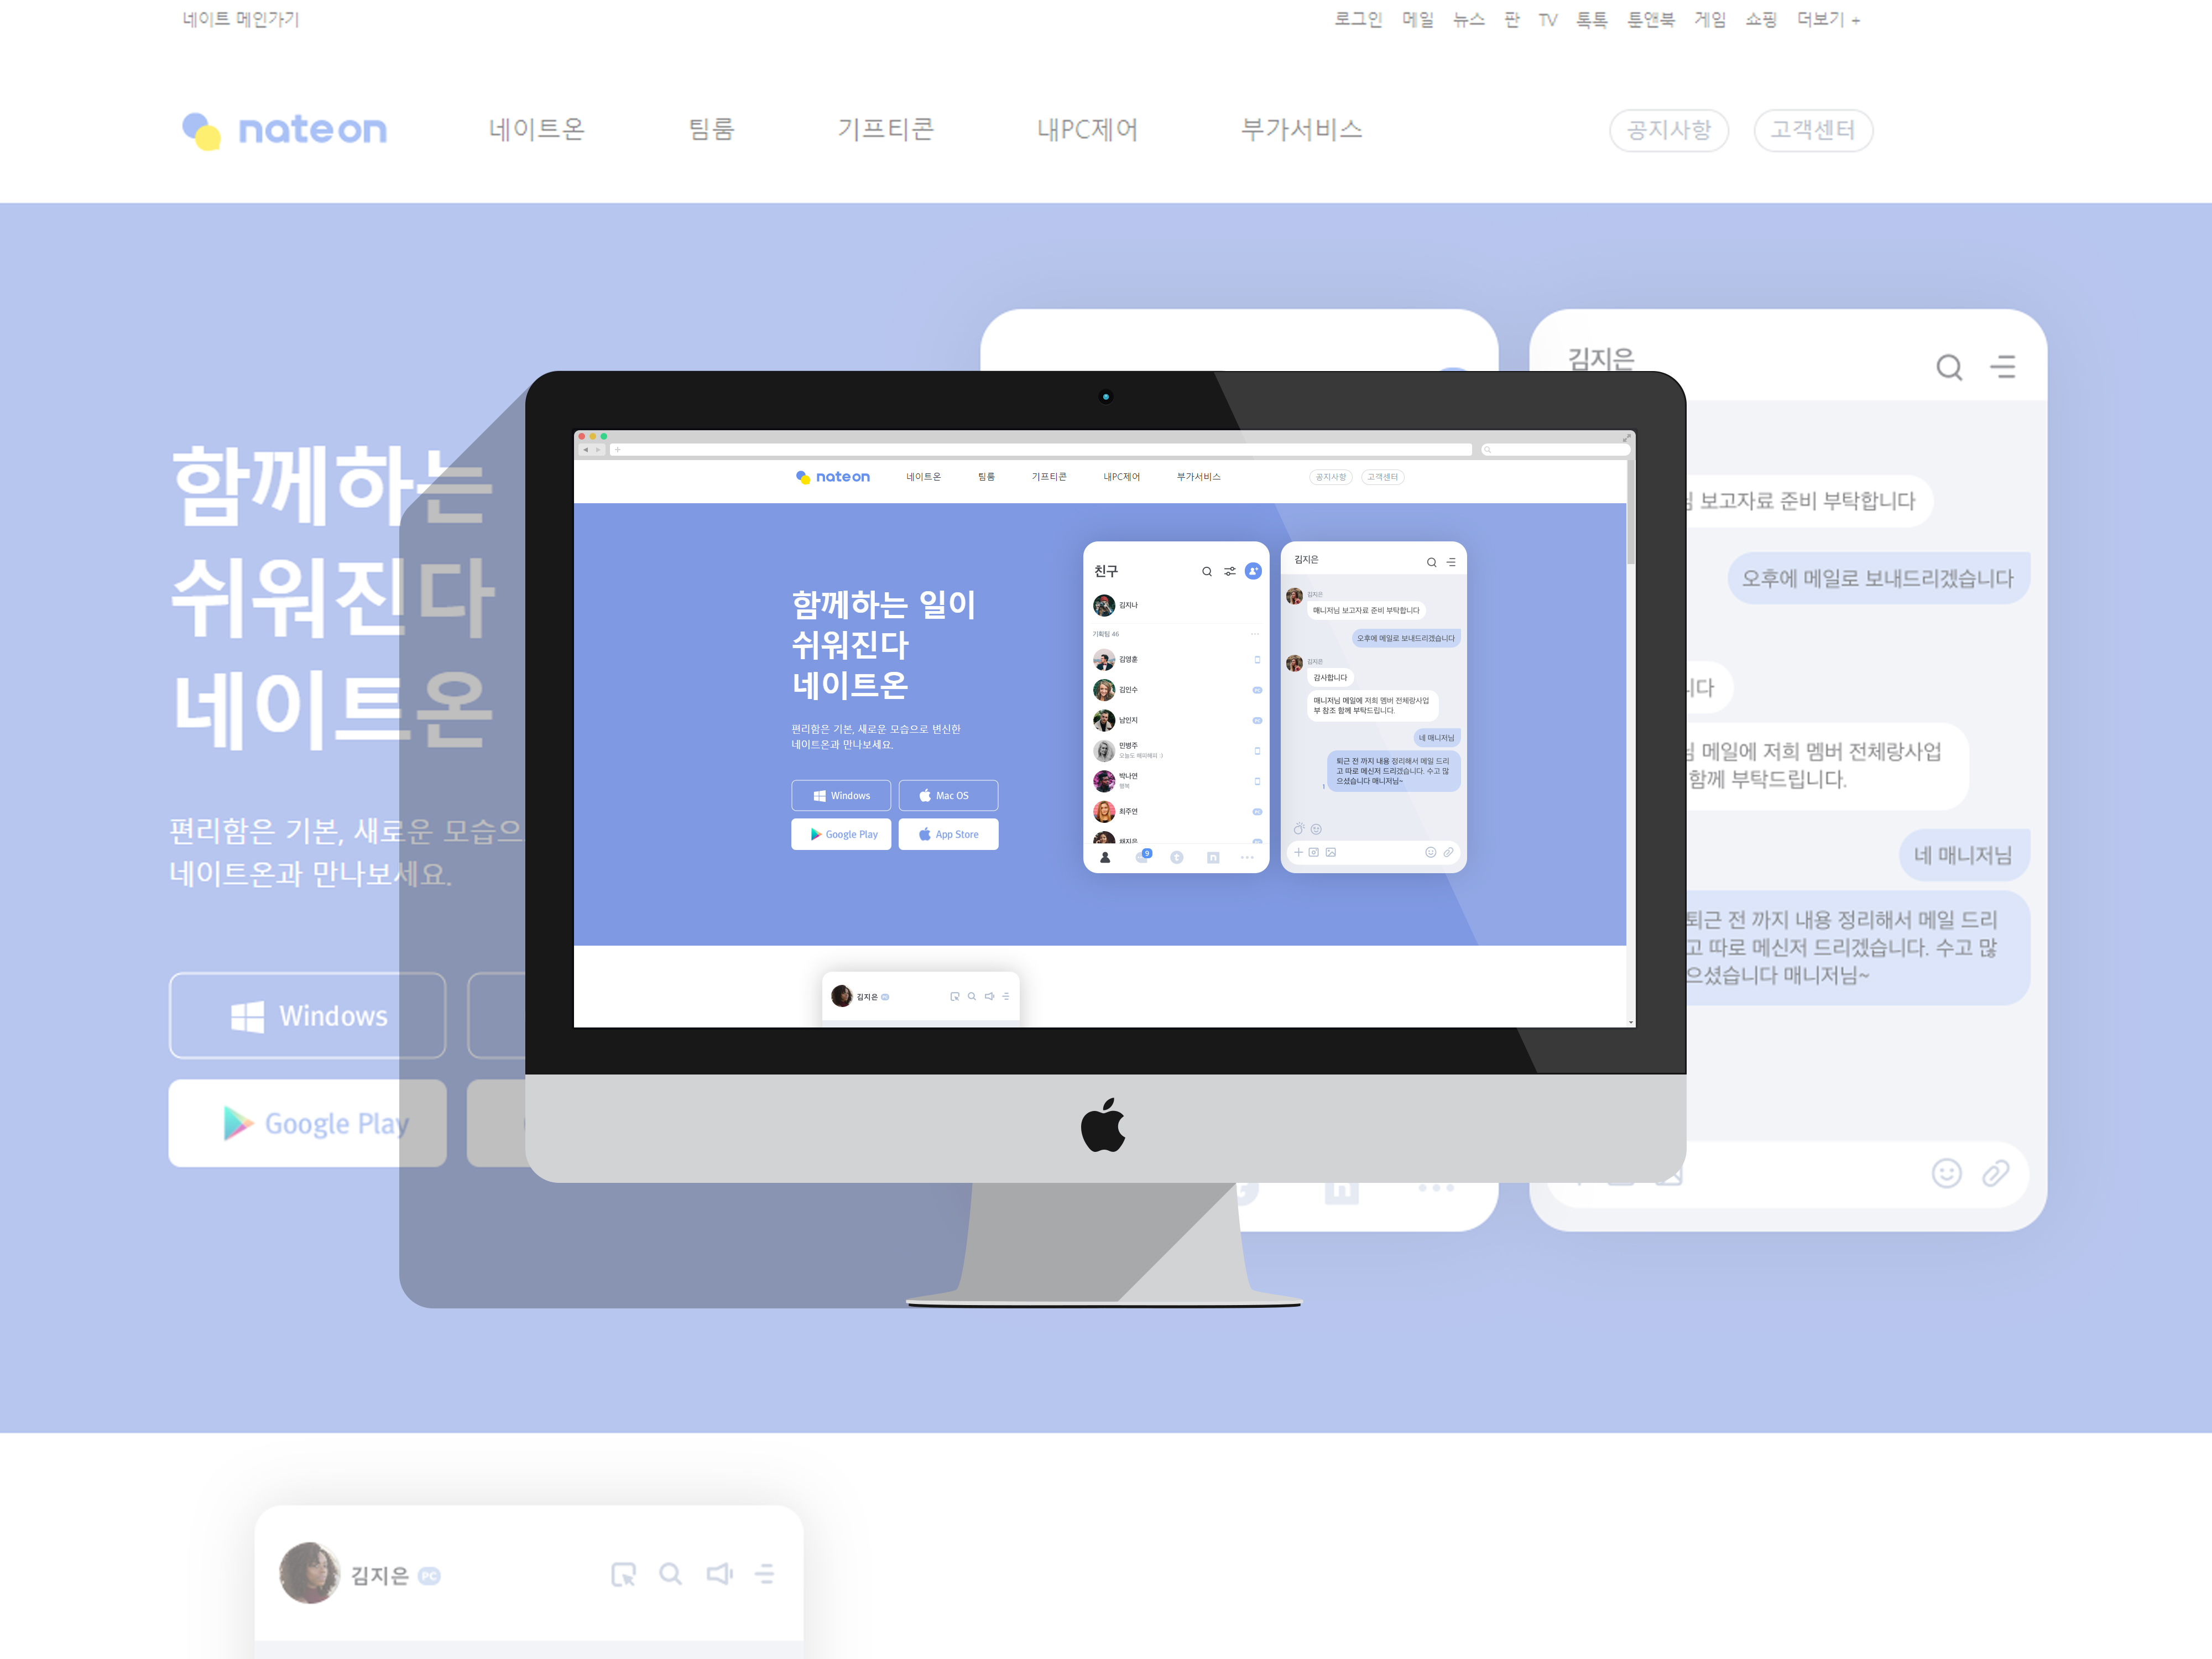 네이트 메인가기
로그인 메일 뉴스 판 TV 톡톡 툰앤북 게임 쇼핑 더보기 +
nateon 네이트온 팀룸 기프티콘 내PC제어 부가서비스 공지사항 고객센터
함께하는
쉬워진다
네이트온
편리함은 기본, 새로운 모습으
네이트온과 만나보세요.
Windows
Google Play
김지은
님 보고자료 준비 부탁합니다
오후에 메일로 보내드리겠습니다
니다
님 메일에 저희 멤버 전체랑사업
함께 부탁드립니다.
네 매니저님
퇴근 전 까지 내용 정리해서 메일 드리
고 따로 메신저 드리겠습니다. 수고 많
으셨습니다 매니저님~
nateon 네이트온 팀룸 기프티콘 내PC제어 부가서비스 공지사항 고객센터
함께하는 일이
쉬워진다
네이트온
편리함은 기본, 새로운 모습으로 변신한
네이트온과 만나보세요.
Windows Mac OS
Google Play App Store
친구
김지나
기획팀 46
김영훈
김민수
남인지
민병주
오늘도 해피해피 :)
박나연
행복
최주연
9
김지은
김지은
매니저님 보고자료 준비 부탁합니다
오후에 메일로 보내드리겠습니다
김지은
감사합니다
매니저님 메일에 저희 멤버 전체랑사업
부 참조 함께 부탁드립니다.
네 매니저님
퇴근 전 까지 내용 정리해서 메일 드리
고 따로 메신저 드리겠습니다. 수고 많
으셨습니다 매니저님~
1
김지은 PC
김지은 PC